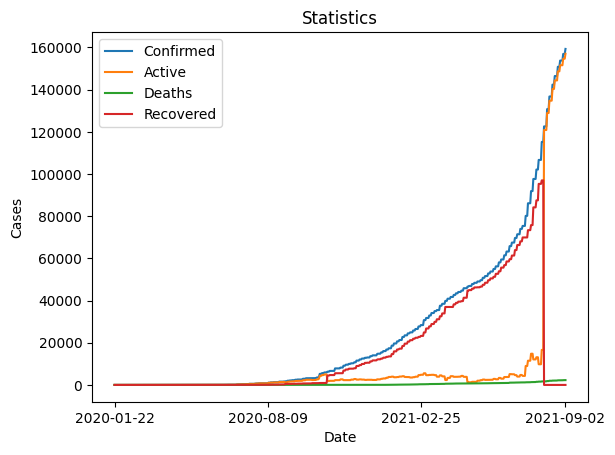 Statistics
Confirmed
Active
Deaths
Recovered
160000
140000
120000
100000
80000
60000
40000
20000
0
Cases
2020-01-22 2020-08-09 2021-02-25 2021-09-02
Date